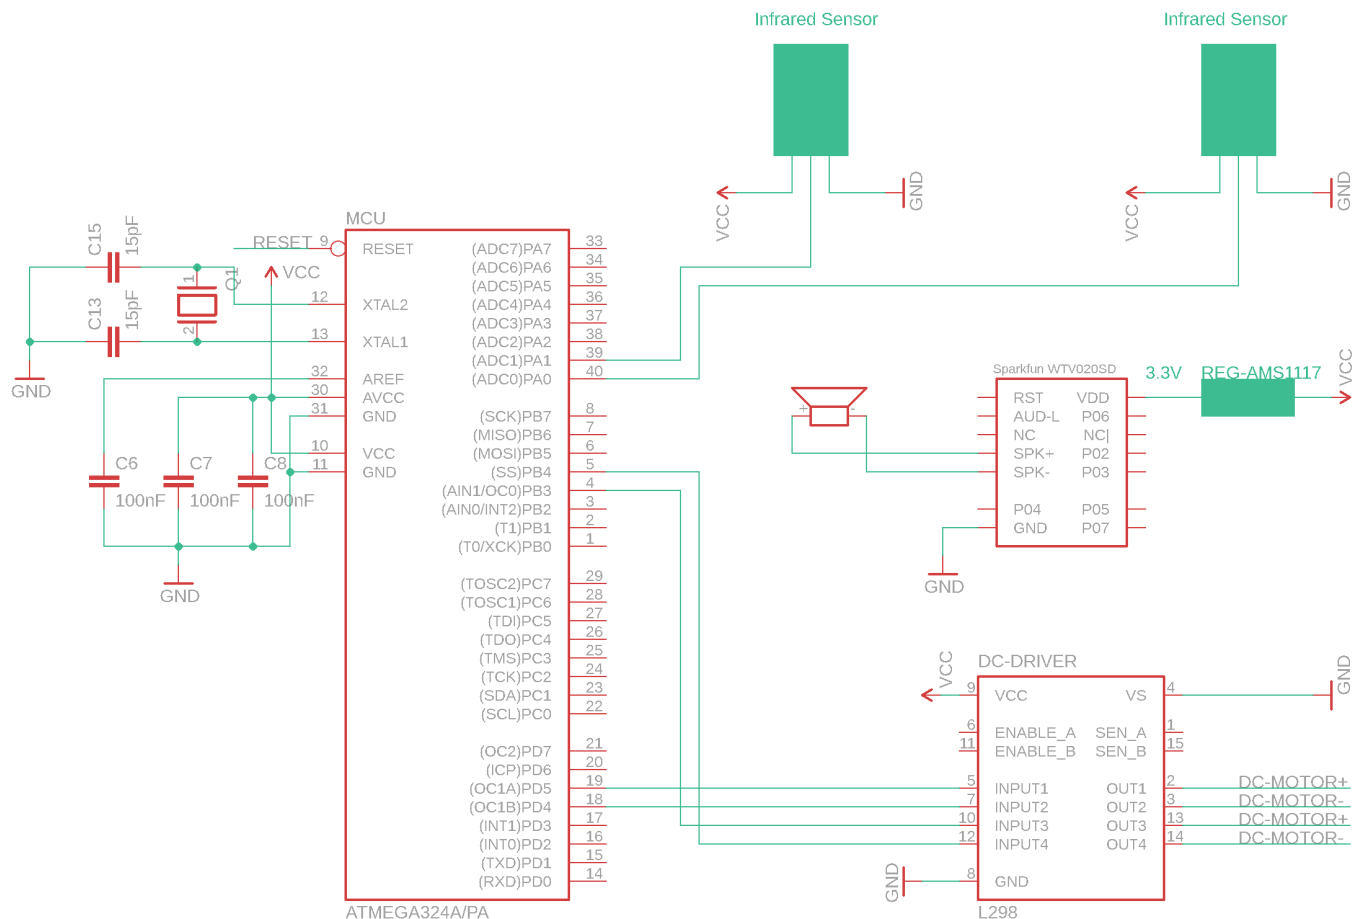 Infrared Sensor
Infrared Sensor
VCC
GND
VCC
GND
MCU
C15
15pF
RESET
9
RESET
(ADC7)PA7
33
(ADC6)PA6
34
1
Q1
VCC
(ADC5)PA5
35
12
XTAL2
(ADC4)PA4
36
C13
15pF
2
(ADC3)PA3
37
13
XTAL1
(ADC2)PA2
38
(ADC1)PA1
39
GND
32
AREF
(ADC0)PA0
40
30
AVCC
31
GND
(SCK)PB7
8
(MISO)PB6
7
10
VCC
(MOSI)PB5
6
11
GND
(SS)PB4
5
(AIN1/OC0)PB3
4
(AIN0/INT2)PB2
3
(T1)PB1
2
(T0/XCK)PB0
1
C6
100nF
C7
100nF
C8
100nF
GND
(TOSC2)PC7
29
(TOSC1)PC6
28
(TDI)PC5
27
(TDO)PC4
26
(TMS)PC3
25
(TCK)PC2
24
(SDA)PC1
23
(SCL)PC0
22
(OC2)PD7
21
(ICP)PD6
20
(OC1A)PD5
19
(OC1B)PD4
18
(INT1)PD3
17
(INT0)PD2
16
(TXD)PD1
15
(RXD)PD0
14
ATMEGA324A/PA
Sparkfun WTV020SD
3.3V
REG-AMS1117
VCC
+
-
RST
VDD
AUD-L
P06
NC
NC|
SPK+
P02
SPK-
P03
P04
P05
GND
P07
GND
DC-DRIVER
VCC
9
VCC
VS
4
GND
6
ENABLE_A
SEN_A
1
11
ENABLE_B
SEN_B
15
5
INPUT1
OUT1
2
DC-MOTOR+
7
INPUT2
OUT2
3
DC-MOTOR-
10
INPUT3
OUT3
13
DC-MOTOR+
12
INPUT4
OUT4
14
DC-MOTOR-
GND
8
GND
L298